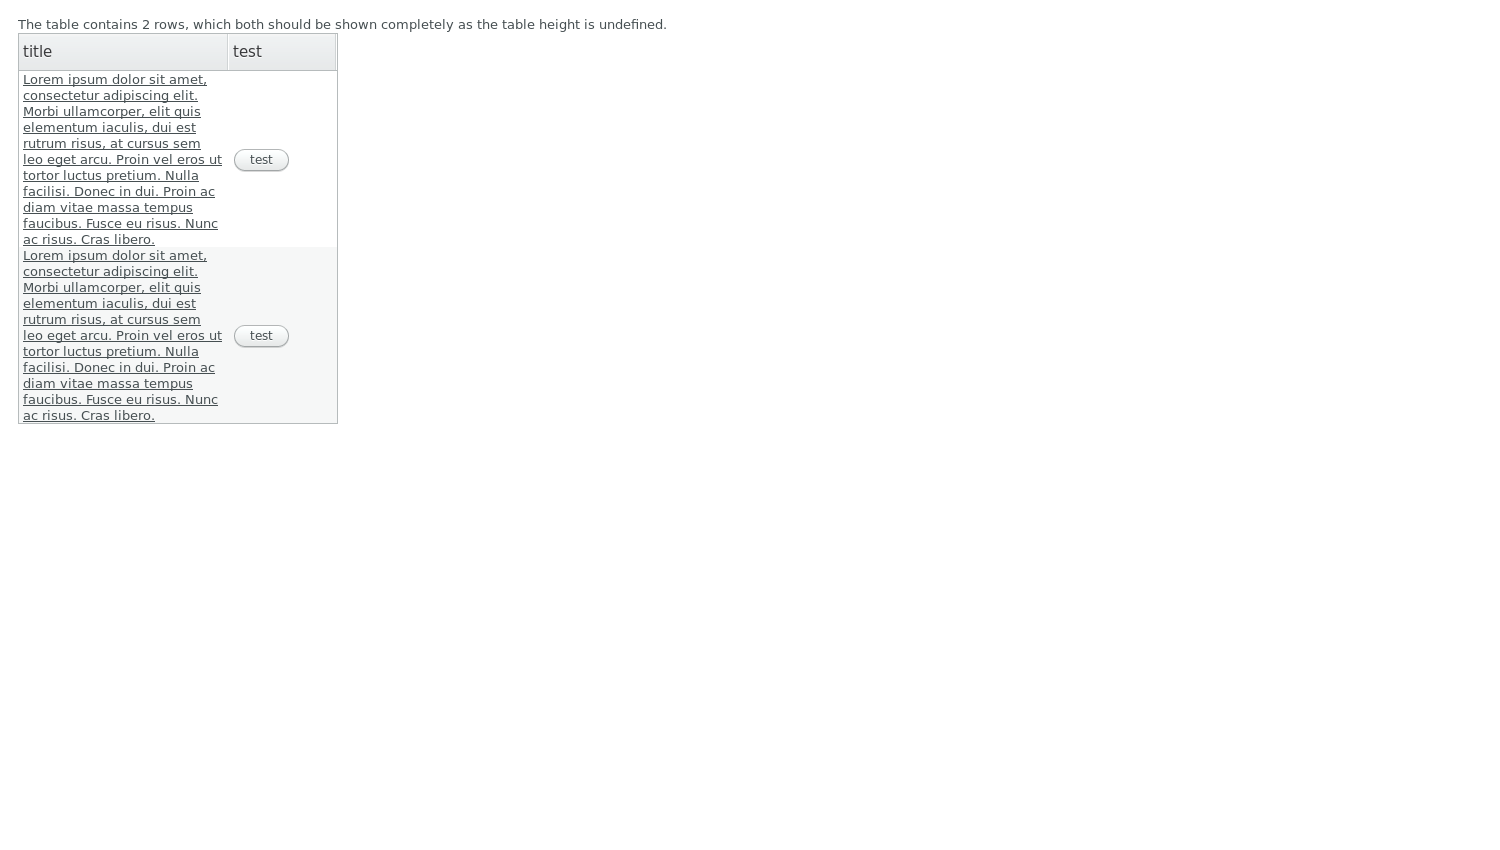 The table contains 2 rows, which both should be shown completely as the table height is undefined.
title test
Lorem ipsum dolor sit amet,
consectetur adipiscing elit.
Morbi ullamcorper, elit quis
elementum iaculis, dui est
rutrum risus, at cursus sem
leo eget arcu. Proin vel eros ut
tortor luctus pretium. Nulla
facilisi. Donec in dui. Proin ac
diam vitae massa tempus
faucibus. Fusce eu risus. Nunc
ac risus. Cras libero.
test
Lorem ipsum dolor sit amet,
consectetur adipiscing elit.
Morbi ullamcorper, elit quis
elementum iaculis, dui est
rutrum risus, at cursus sem
leo eget arcu. Proin vel eros ut
tortor luctus pretium. Nulla
facilisi. Donec in dui. Proin ac
diam vitae massa tempus
faucibus. Fusce eu risus. Nunc
ac risus. Cras libero.
test